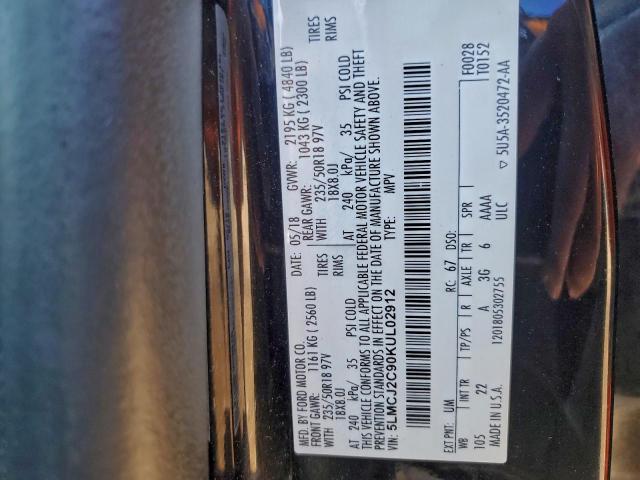 MFD. BY FORD MOTOR CO.
DATE: 05/18 GVWR: 2195 KG ( 4840 LB)
FRONT GAWR: 1161 KG ( 2560 LB) REAR GAWR: 1043 KG ( 2300 LB)
WITH 235/50R18 97V TIRES WITH 235/50R18 97V TIRES
18X8.0J RIMS 18X8.0J RIMS
AT 240 kPa/ 35 PSI COLD AT 240 kPa/ 35 PSI COLD
THIS VEHICLE CONFORMS TO ALL APPLICABLE FEDERAL MOTOR VEHICLE SAFETY AND THEFT
PREVENTION STANDARDS IN EFFECT ON THE DATE OF MANUFACTURE SHOWN ABOVE.
VIN: 5LMCJ2C90KUL02912 TYPE: MPV
F0028
T0152
EXT PNT: UM RC: 67 DSO:
WB INT TR TP/PS R AXLE TR SPR
105 22 A 3G 6 AAAA
MADE IN U.S.A. 1201805302755 ULC
▽ 5U5A-3520472-AA